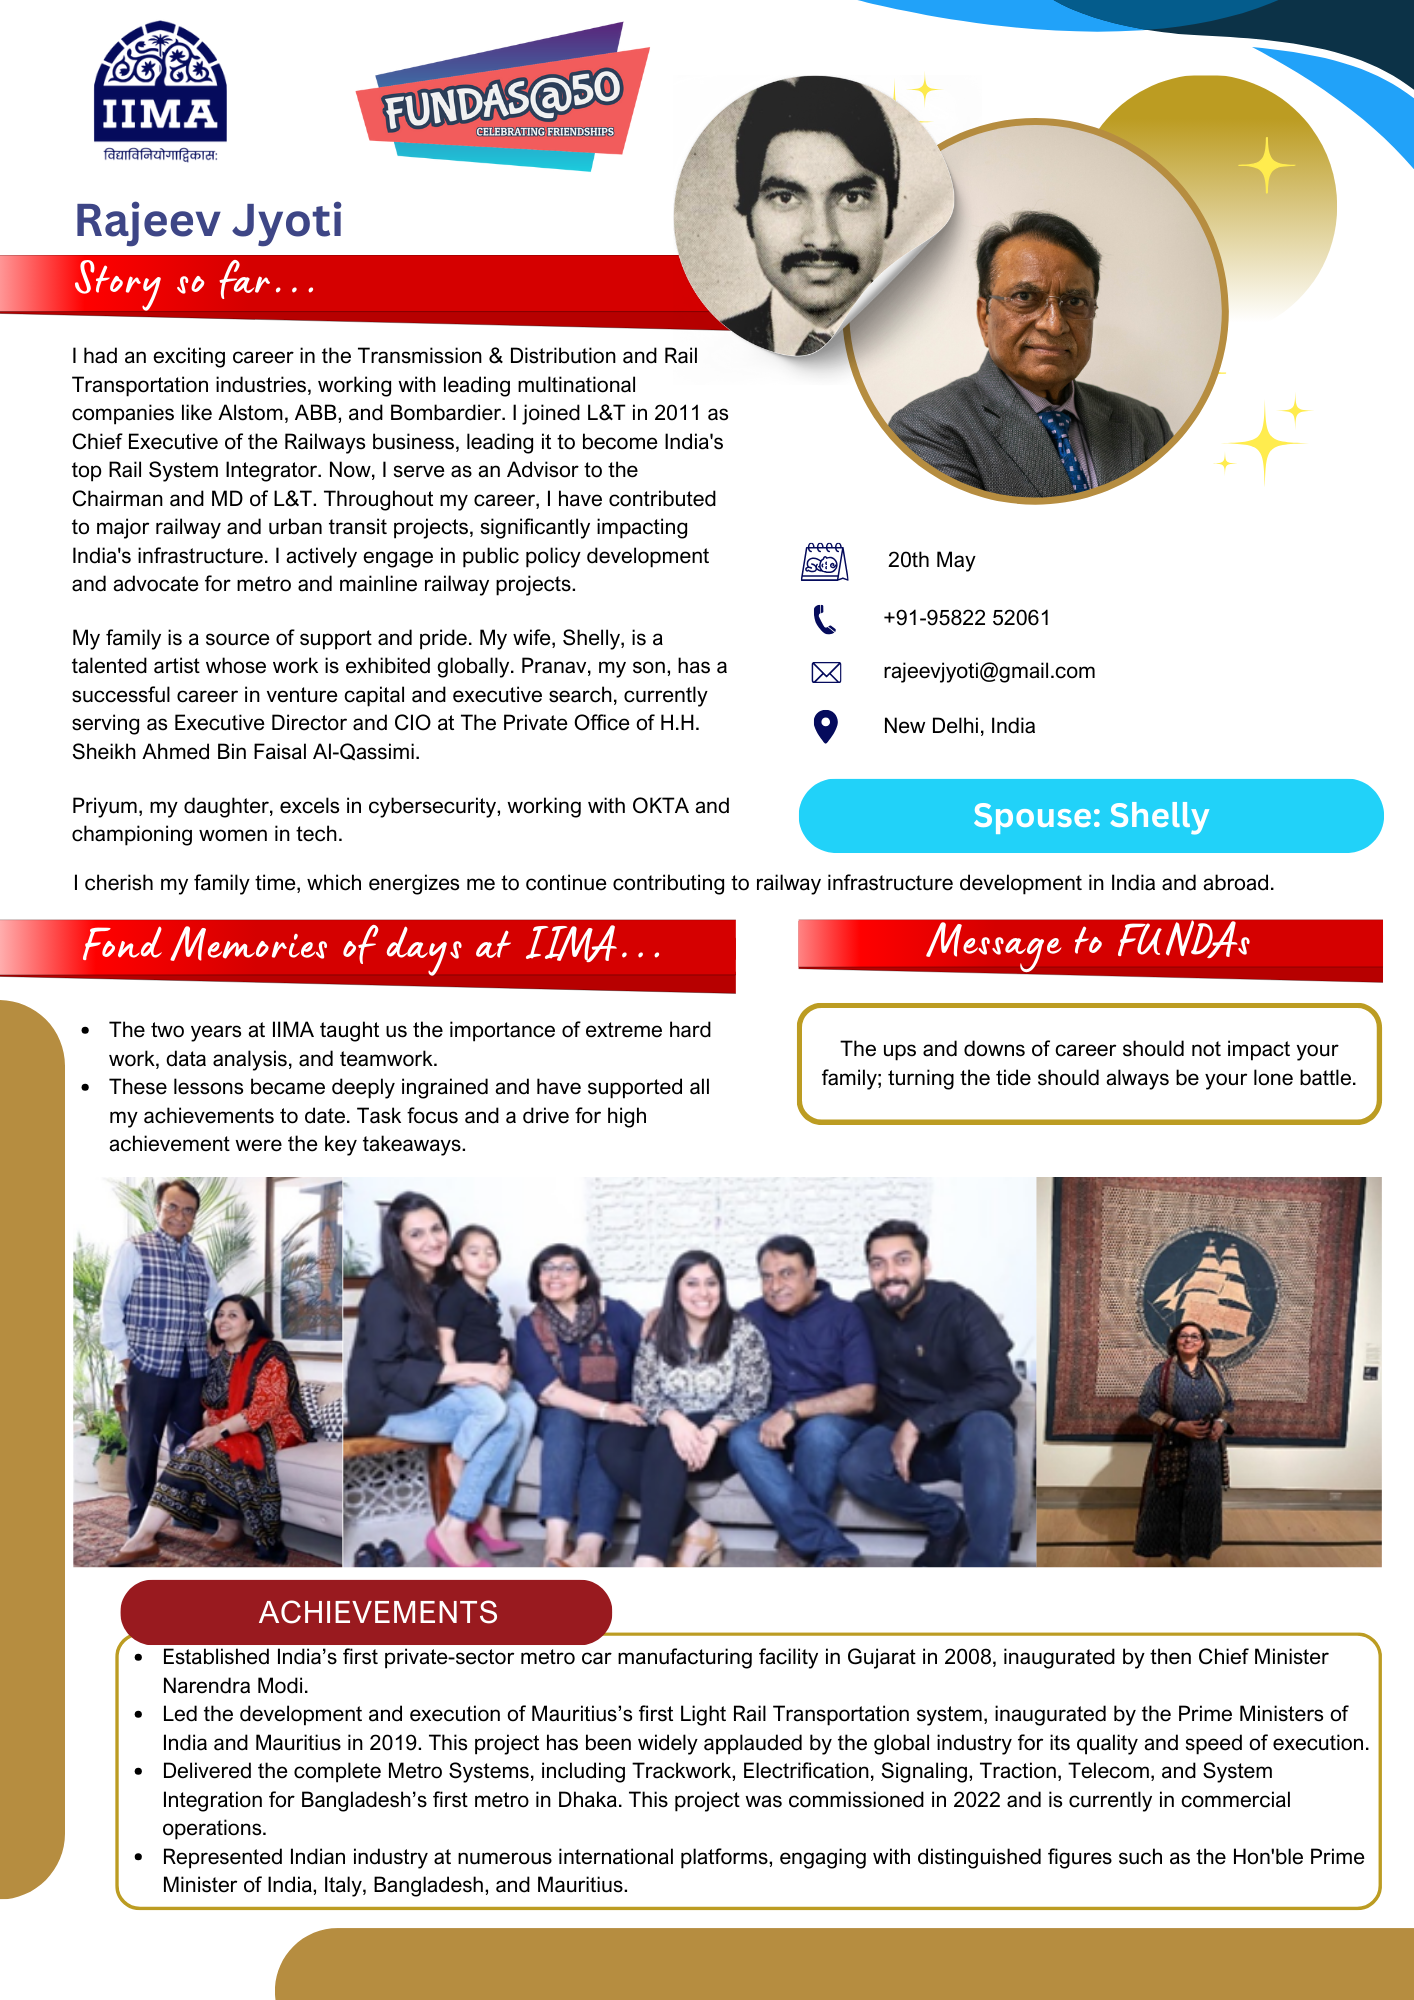 IIMA
विद्याविनियोगाद्विकास:
FUNDAS@50
CELEBRATING FRIENDSHIPS
Rajeev Jyoti
Story so far...
I had an exciting career in the Transmission & Distribution and Rail
Transportation industries, working with leading multinational
companies like Alstom, ABB, and Bombardier. I joined L&T in 2011 as
Chief Executive of the Railways business, leading it to become India's
top Rail System Integrator. Now, I serve as an Advisor to the
Chairman and MD of L&T. Throughout my career, I have contributed
to major railway and urban transit projects, significantly impacting
India's infrastructure. I actively engage in public policy development
and advocate for metro and mainline railway projects.
My family is a source of support and pride. My wife, Shelly, is a
talented artist whose work is exhibited globally. Pranav, my son, has a
successful career in venture capital and executive search, currently
serving as Executive Director and CIO at The Private Office of H.H.
Sheikh Ahmed Bin Faisal Al-Qassimi.
Priyum, my daughter, excels in cybersecurity, working with OKTA and
championing women in tech.
20th May
+91-95822 52061
rajeevjyoti@gmail.com
New Delhi, India
Spouse: Shelly
I cherish my family time, which energizes me to continue contributing to railway infrastructure development in India and abroad.
Fond Memories of days at IIMA...
• The two years at IIMA taught us the importance of extreme hard
work, data analysis, and teamwork.
• These lessons became deeply ingrained and have supported all
my achievements to date. Task focus and a drive for high
achievement were the key takeaways.
Message to FUNDAs
The ups and downs of career should not impact your
family; turning the tide should always be your lone battle.
ACHIEVEMENTS
• Established India’s first private-sector metro car manufacturing facility in Gujarat in 2008, inaugurated by then Chief Minister
Narendra Modi.
• Led the development and execution of Mauritius’s first Light Rail Transportation system, inaugurated by the Prime Ministers of
India and Mauritius in 2019. This project has been widely applauded by the global industry for its quality and speed of execution.
• Delivered the complete Metro Systems, including Trackwork, Electrification, Signaling, Traction, Telecom, and System
Integration for Bangladesh’s first metro in Dhaka. This project was commissioned in 2022 and is currently in commercial
operations.
• Represented Indian industry at numerous international platforms, engaging with distinguished figures such as the Hon'ble Prime
Minister of India, Italy, Bangladesh, and Mauritius.